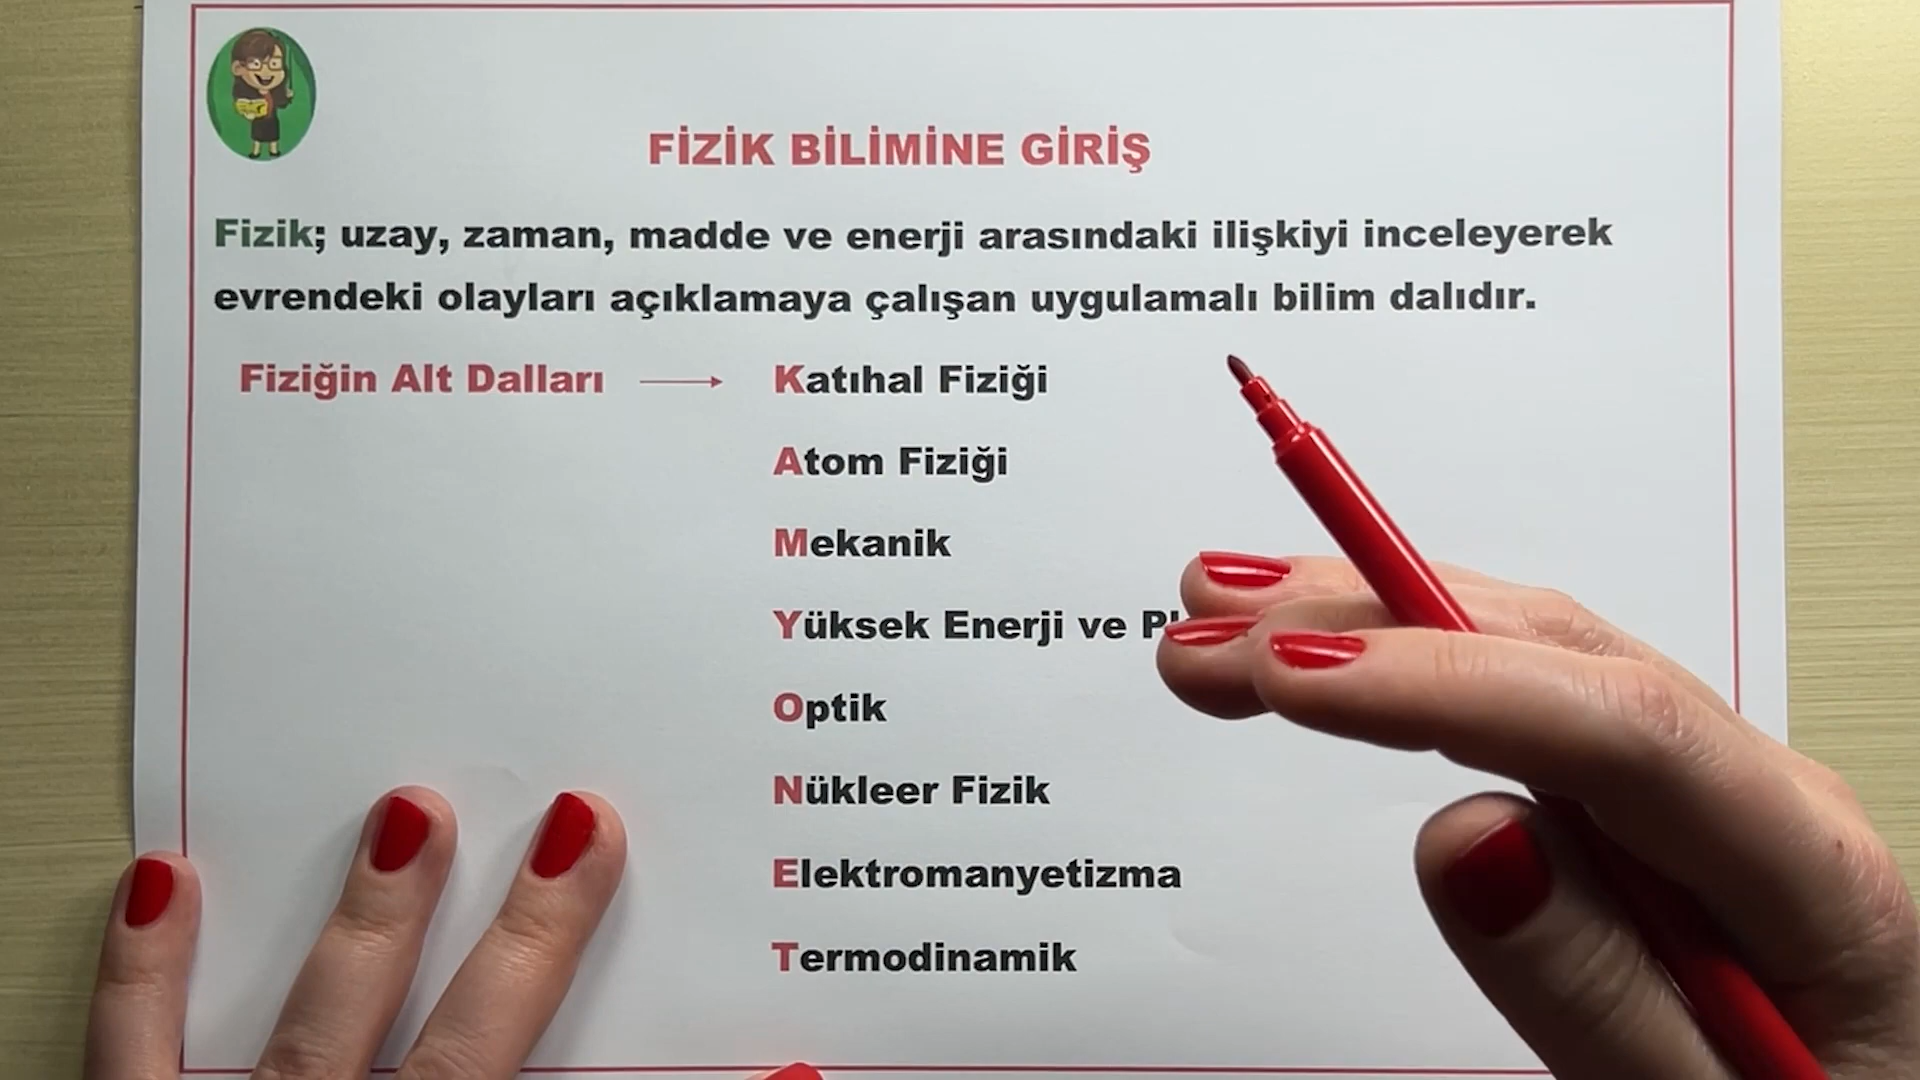 FİZİK BİLİMİNE GİRİŞ
Fizik; uzay, zaman, madde ve enerji arasındaki ilişkiyi inceleyerek
evrendeki olayları açıklamaya çalışan uygulamalı bilim dalıdır.
Fiziğin Alt Dalları
Katıhal Fiziği
Atom Fiziği
Mekanik
Yüksek Enerji ve
Optik
Nükleer Fizik
Elektromanyetizma
Termodinamik